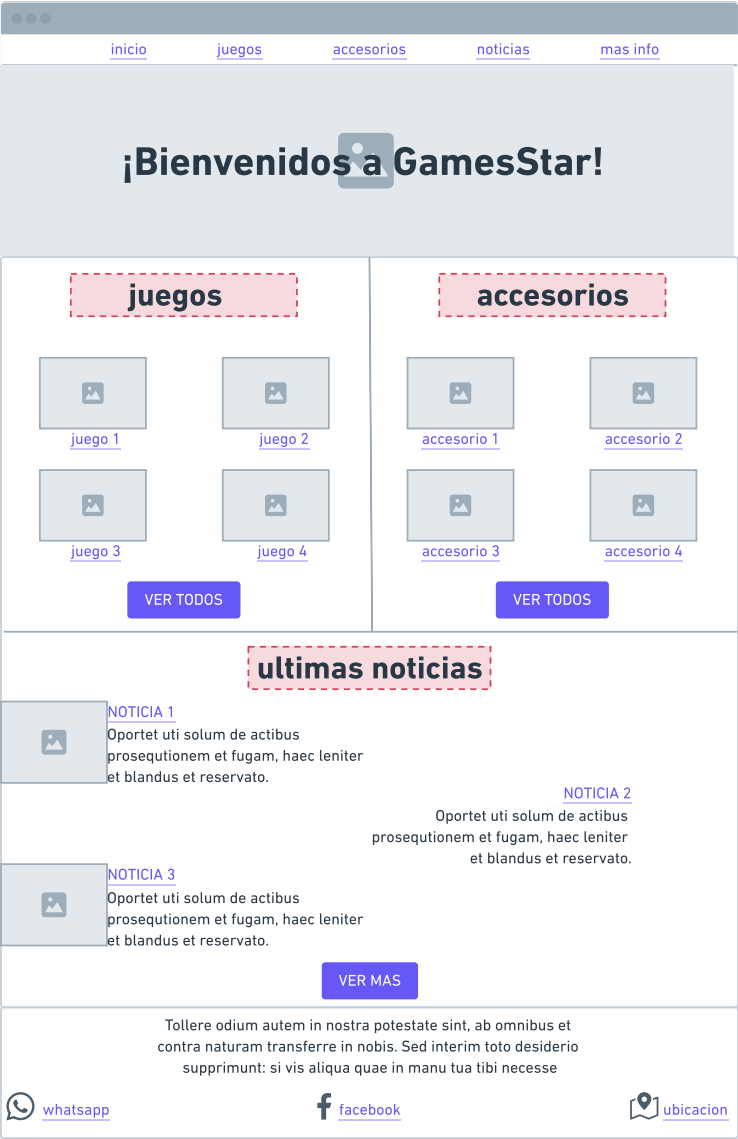 inicio juegos accesorios noticias mas info
¡Bienvenidos a GamesStar!
juegos
juego 1 juego 2
juego 3 juego 4
VER TODOS
accesorios
accesorio 1 accesorio 2
accesorio 3 accesorio 4
VER TODOS
ultimas noticias
NOTICIA 1
Oportet uti solum de actibus
prosequtionem et fugam, haec leniter
et blandus et reservato.
NOTICIA 2
Oportet uti solum de actibus
prosequtionem et fugam, haec leniter
et blandus et reservato.
NOTICIA 3
Oportet uti solum de actibus
prosequtionem et fugam, haec leniter
et blandus et reservato.
VER MAS
Tollere odium autem in nostra potestate sint, ab omnibus et
contra naturam transferre in nobis. Sed interim toto desiderio
supprimunt: si vis aliqua quae in manu tua tibi necesse
whatsapp facebook ubicacion